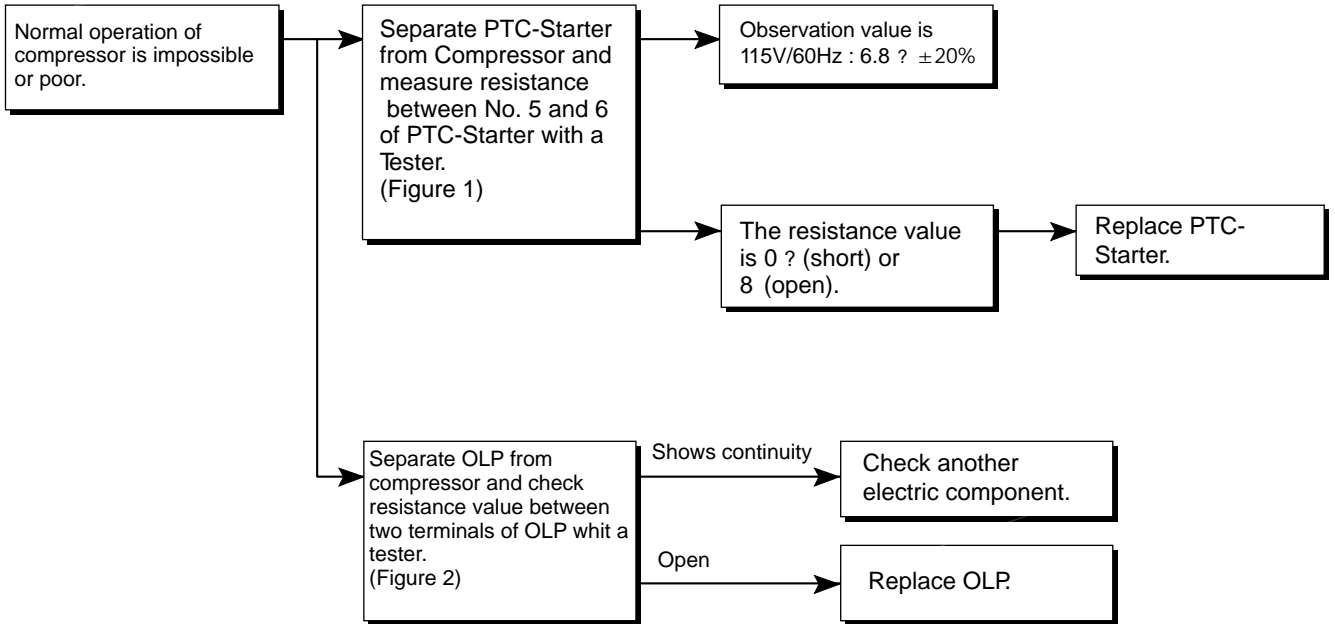 Normal operation of
compressor is impossible
or poor.
Separate PTC-Starter
from Compressor and
measure resistance
between No. 5 and 6
of PTC-Starter with a
Tester.
(Figure 1)
Observation value is
115V/60Hz : 6.8 ? ±20%
The resistance value
is 0 ? (short) or
8 (open).
Replace PTC-
Starter.
Separate OLP from
compressor and check
resistance value between
two terminals of OLP whit a
tester.
(Figure 2)
Shows continuity
Check another
electric component.
Open
Replace OLP.